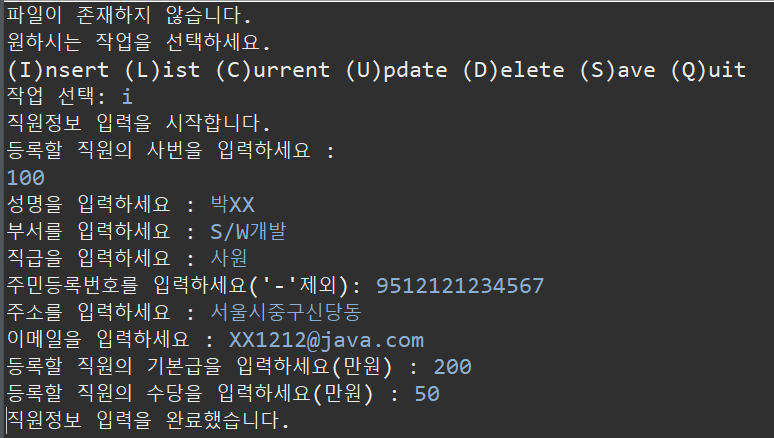 파일이 존재하지 않습니다.
원하시는 작업을 선택하세요.
(I)nsert (L)ist (C)urrent (U)pdate (D)elete (S)ave (Q)uit
작업 선택: i
직원정보 입력을 시작합니다.
등록할 직원의 사번을 입력하세요 :
100
성명을 입력하세요 : 박XX
부서를 입력하세요 : S/W개발
직급을 입력하세요 : 사원
주민등록번호를 입력하세요('-'제외): 9512121234567
주소를 입력하세요 : 서울시중구신당동
이메일을 입력하세요 : XX1212@java.com
등록할 직원의 기본급을 입력하세요(만원) : 200
등록할 직원의 수당을 입력하세요(만원) : 50
직원정보 입력을 완료했습니다.